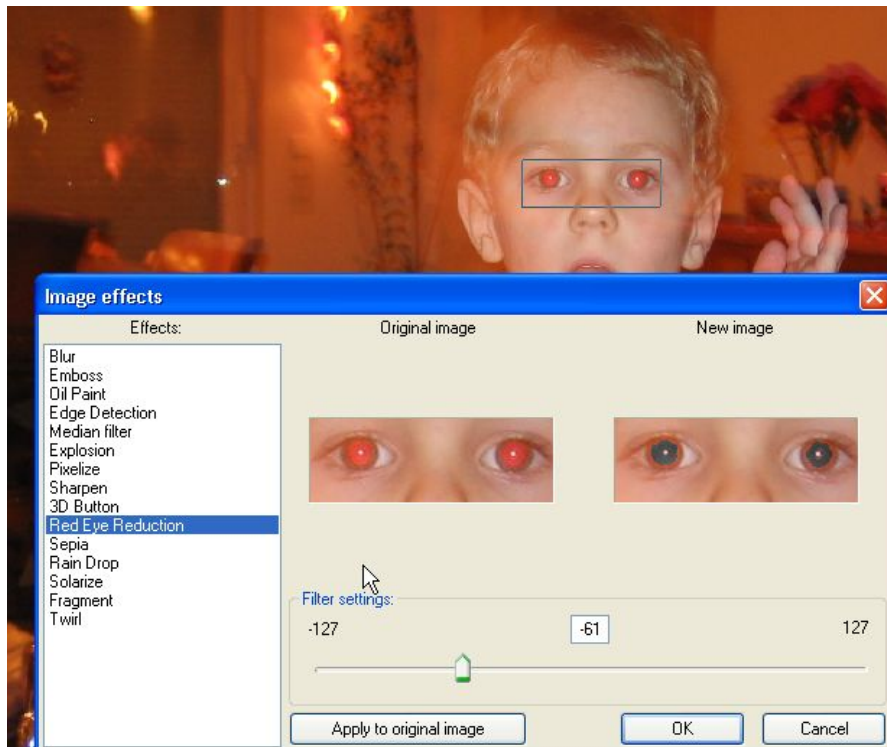 Image effects
Effects:
Original image
New image
Blur
Emboss
Oil Paint
Edge Detection
Median filter
Explosion
Pixelize
Sharpen
3D Button
Red Eye Reduction
Sepia
Rain Drop
Solarize
Fragment
Twirl
Filter settings:
-127
-61
127
Apply to original image
OK
Cancel